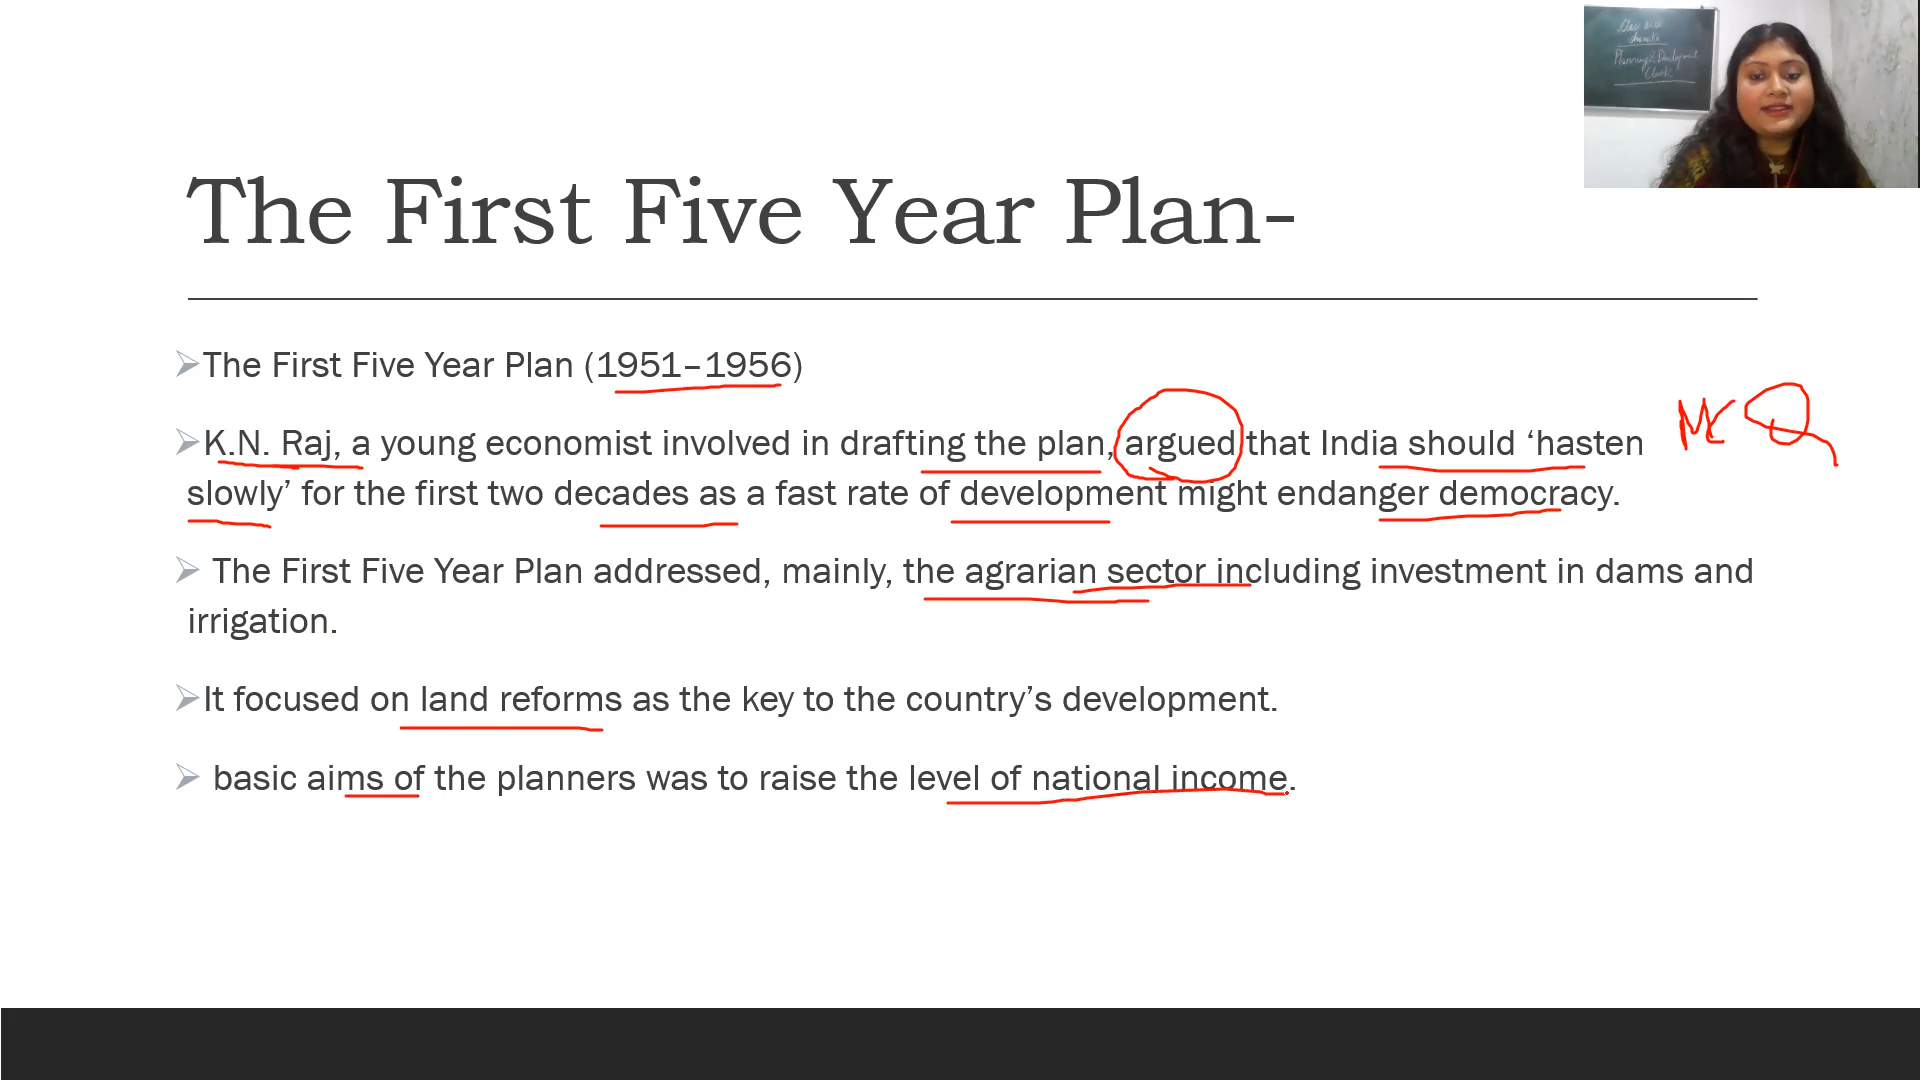 The First Five Year Plan-
➢The First Five Year Plan (1951–1956)
➢K.N. Raj, a young economist involved in drafting the plan, argued that India should ‘hasten
slowly’ for the first two decades as a fast rate of development might endanger democracy.
➢ The First Five Year Plan addressed, mainly, the agrarian sector including investment in dams and
irrigation.
➢It focused on land reforms as the key to the country’s development.
➢ basic aims of the planners was to raise the level of national income.
MCQ